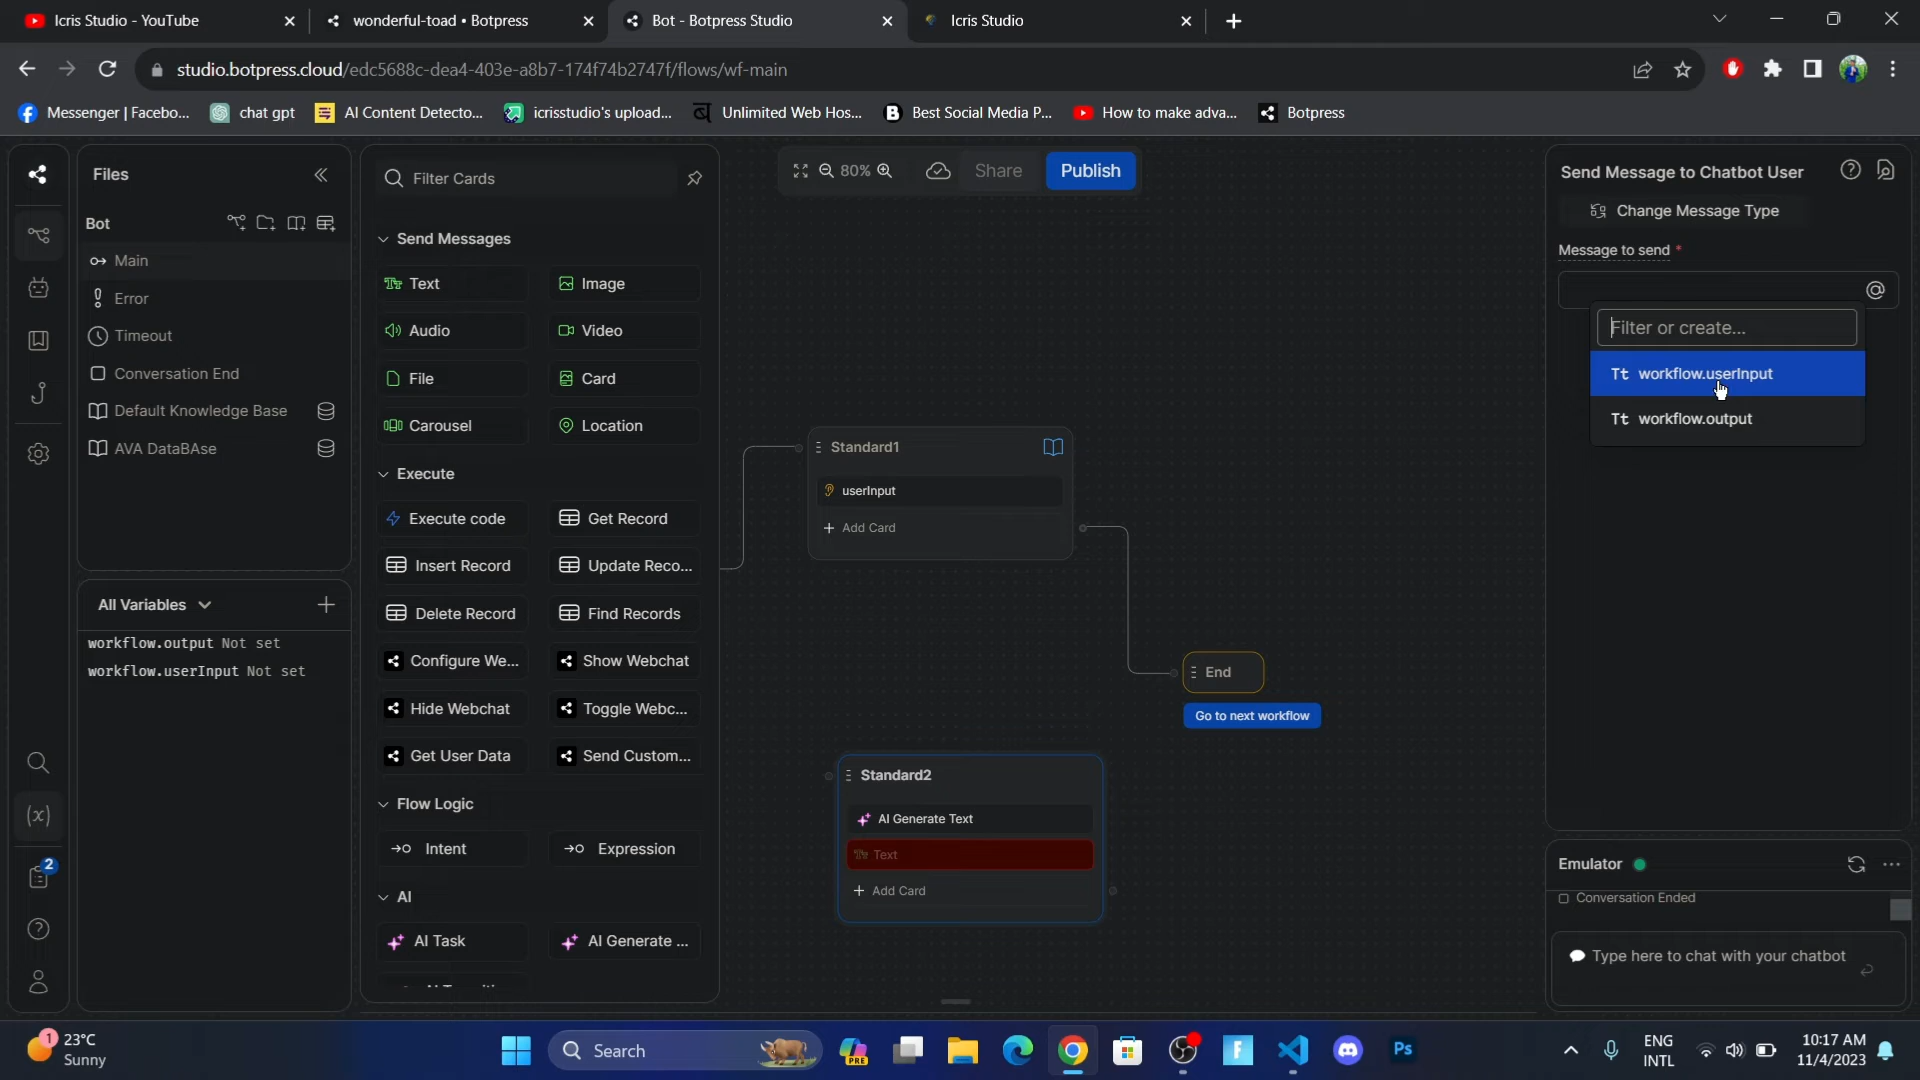 Icris Studio - YouTube
wonderful-toad • Botpress
Bot - Botpress Studio
Icris Studio
studio.botpress.cloud/edc5688c-dea4-403e-a8b7-174f74b2747f/flows/wf-main
Messenger | Facebo...
chat gpt
AI Content Detecto...
icrisstudio's upload...
Unlimited Web Hos...
Best Social Media P...
How to make adva...
Botpress
Files
Bot
Main
Error
Timeout
Conversation End
Default Knowledge Base
AVA DataBAse
All Variables
workflow.output Not set
workflow.userInput Not set
2
Filter Cards
Send Messages
Text
Image
Audio
Video
File
Card
Carousel
Location
Execute
Execute code
Get Record
Insert Record
Update Reco...
Delete Record
Find Records
Configure We...
Show Webchat
Hide Webchat
Toggle Webc...
Get User Data
Send Custom...
Flow Logic
Intent
Expression
AI
AI Task
AI Generate ...
80%
Share
Publish
Standard1
userInput
+ Add Card
End
Go to next workflow
Standard2
AI Generate Text
Text
+ Add Card
Send Message to Chatbot User
Change Message Type
Message to send *
@
Filter or create...
Tt workflow.userInput
Tt workflow.output
Emulator
Conversation Ended
Type here to chat with your chatbot
1
23°C
Sunny
Search
PRE
Ps
ENG
INTL
10:17 AM
11/4/2023